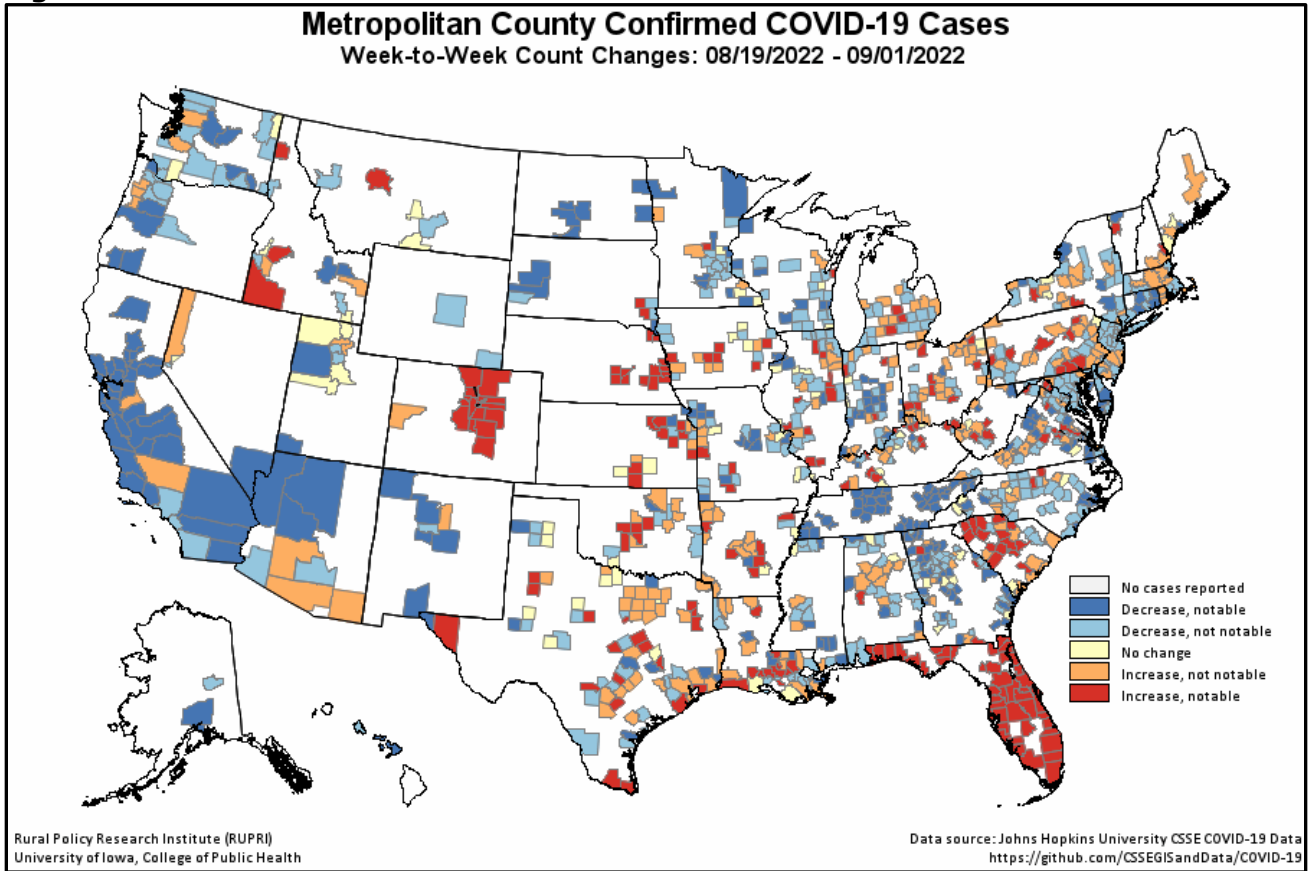 Metropolitan County Confirmed COVID-19 Cases
Week-to-Week Count Changes: 08/19/2022 - 09/01/2022
No cases reported
Decrease, notable
Decrease, not notable
No change
Increase, not notable
Increase, notable
Rural Policy Research Institute (RUPRI)
University of Iowa, College of Public Health
Data source: Johns Hopkins University CSSE COVID-19 Data
https://github.com/CSSEGISandData/COVID-19